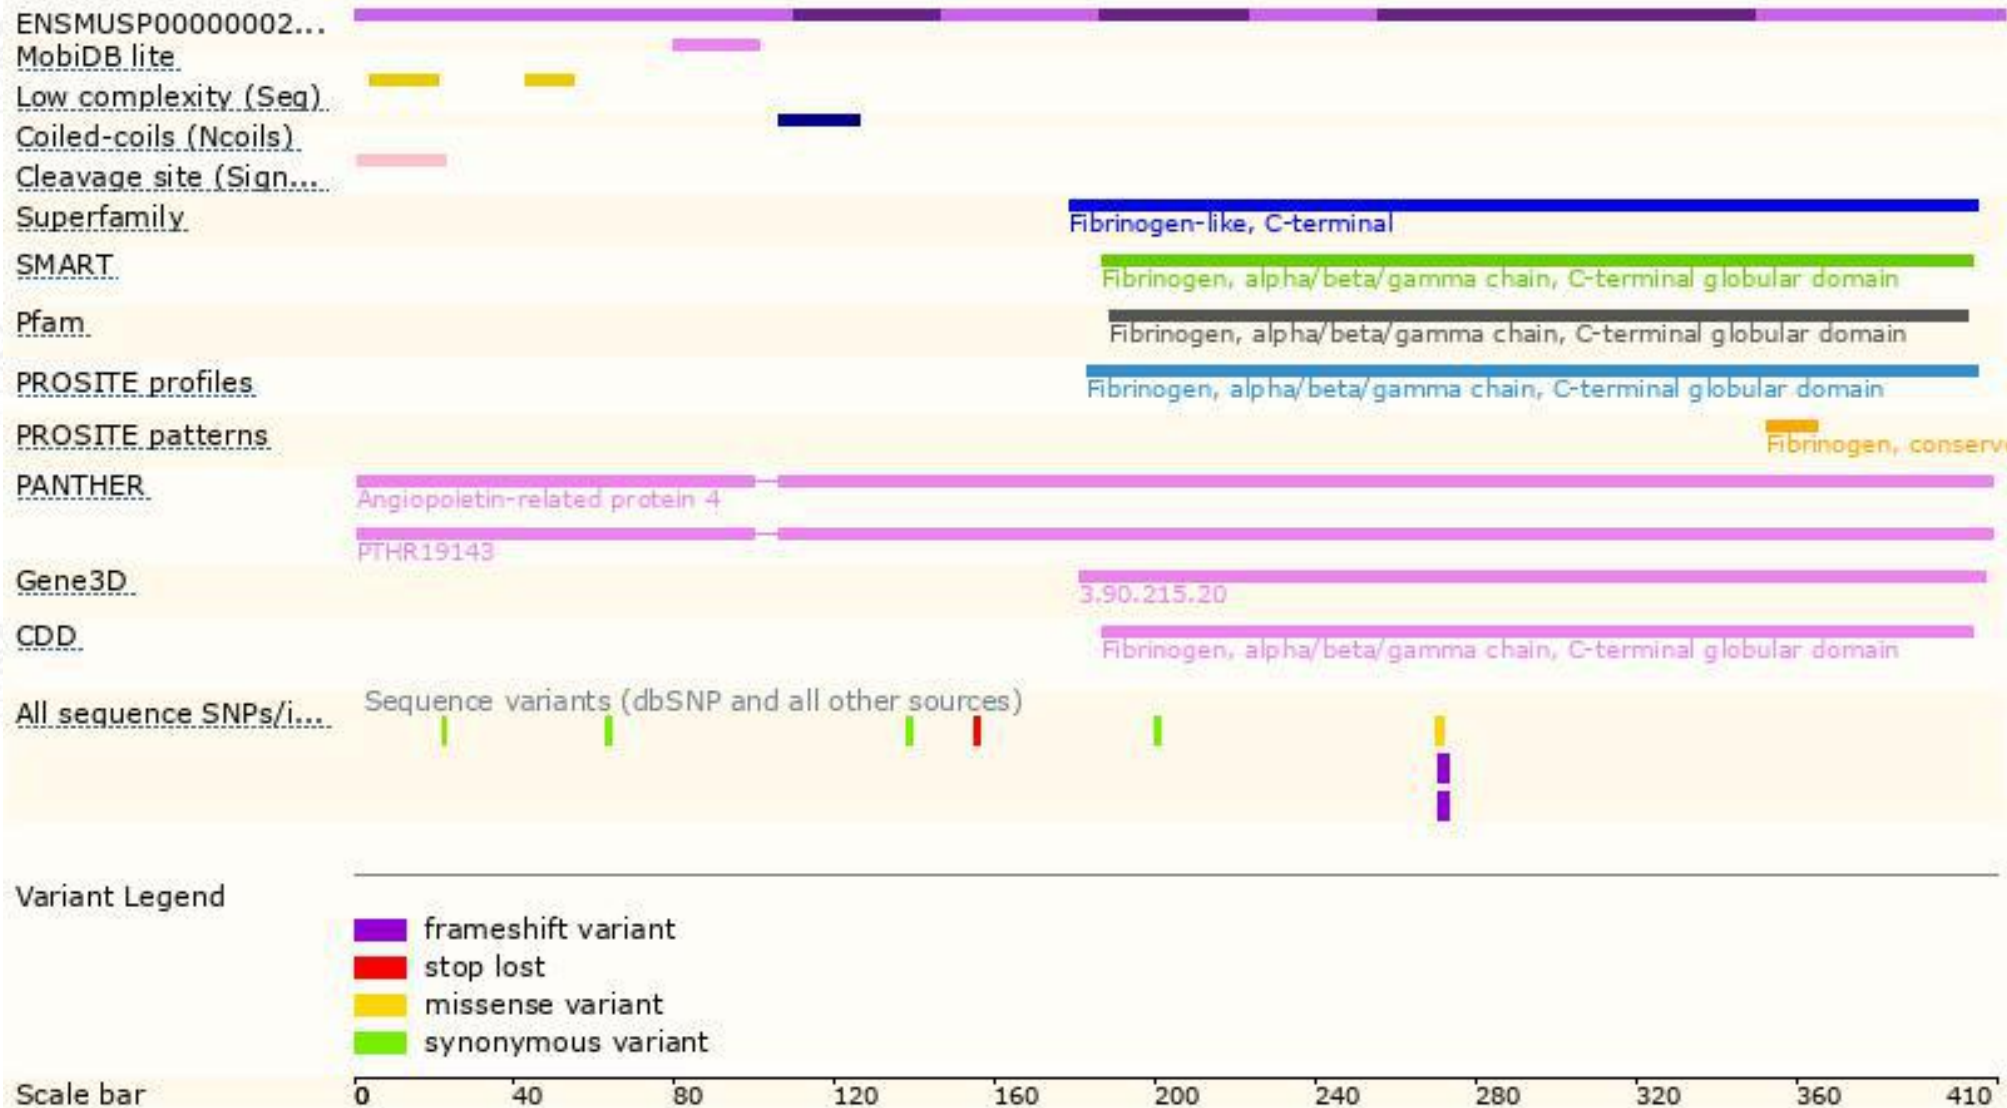 ENSMUSP00000002...
MobiDB lite
Low complexity (Seg)
Coiled-coils (Ncoils)
Cleavage site (Sign...
Superfamily
Fibrinogen-like, C-terminal
SMART
Fibrinogen, alpha/beta/gamma chain, C-terminal globular domain
Pfam
Fibrinogen, alpha/beta/gamma chain, C-terminal globular domain
PROSITE profiles
Fibrinogen, alpha/beta/gamma chain, C-terminal globular domain
PROSITE patterns
Fibrinogen, conserv
PANTHER
Angiopoietin-related protein 4
PTHR19143
Gene3D
3.90.215.20
CDD
Fibrinogen, alpha/beta/gamma chain, C-terminal globular domain
All sequence SNPs/i...
Sequence variants (dbSNP and all other sources)
Variant Legend
frameshift variant
stop lost
missense variant
synonymous variant
Scale bar 0 40 80 120 160 200 240 280 320 360 410